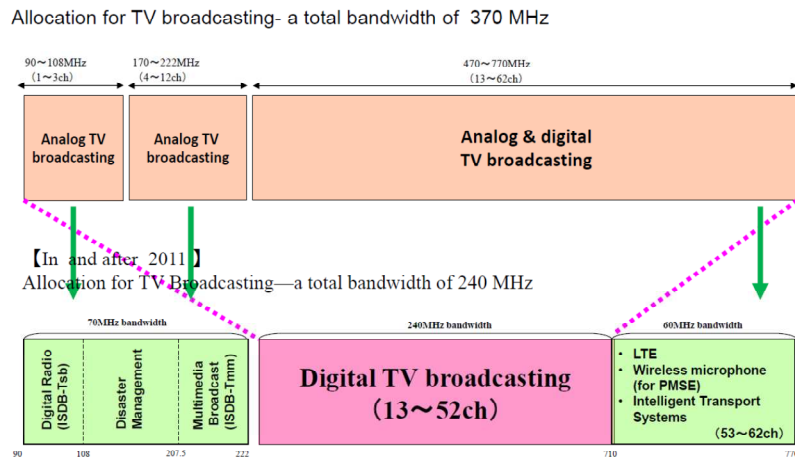 Allocation for TV broadcasting- a total bandwidth of 370 MHz
90～108MHz
（1～3ch）
170～222MHz
（4～12ch）
470～770MHz
（13～62ch）
Analog TV
broadcasting
Analog TV
broadcasting
Analog & digital
TV broadcasting
【In and after 2011】
Allocation for TV Broadcasting—a total bandwidth of 240 MHz
70MHz bandwidth
240MHz bandwidth
60MHz bandwidth
Digital Radio
(ISDB-Tsb)
Disaster
Management
Multimedia
Broadcast
(ISDB-Tmm)
Digital TV broadcasting
（13～52ch）
• LTE
• Wireless microphone
(for PMSE)
• Intelligent Transport
Systems
（53～62ch）
90
108
207.5
222
710
770